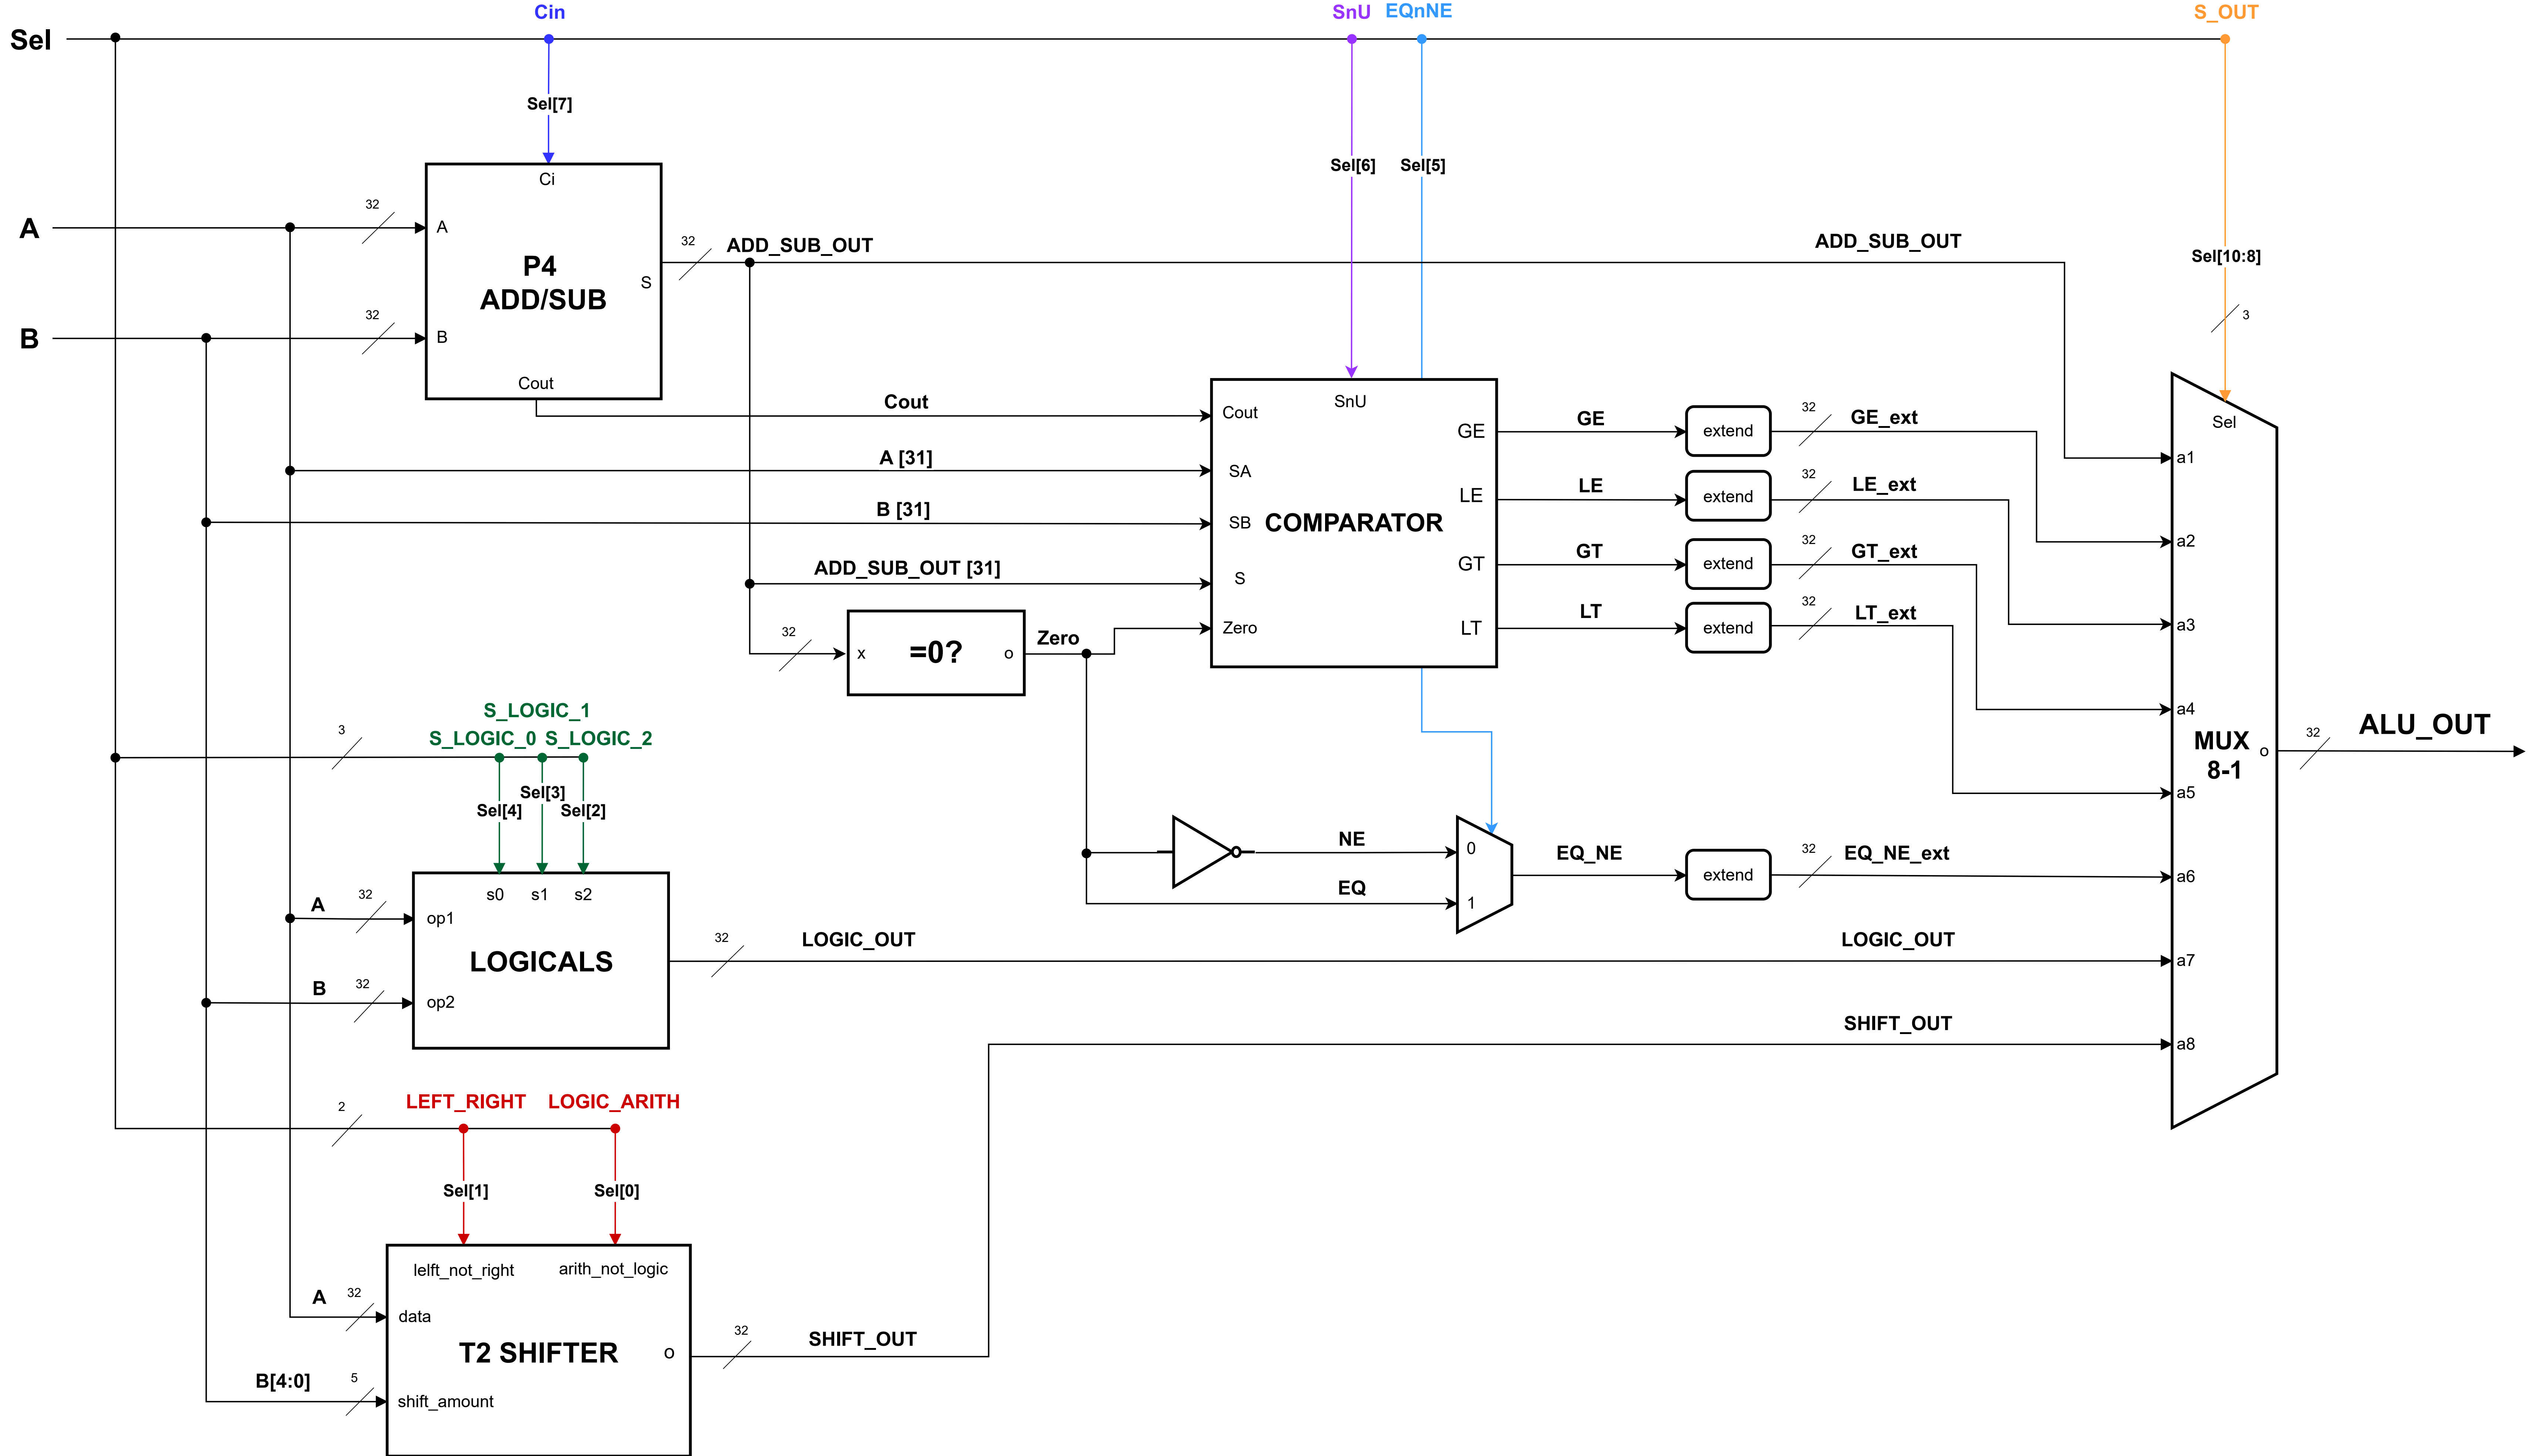 Cin
SnU
EQnNE
S_OUT
Sel
Sel[7]
Sel[6]
Sel[5]
Sel[10:8]
3
Ci
A
32
A
B
32
B
P4
ADD/SUB
S
Cout
32
ADD_SUB_OUT
ADD_SUB_OUT
Cout
A [31]
B [31]
ADD_SUB_OUT [31]
32
x
=0?
o
Zero
SnU
Cout
SA
SB
S
Zero
COMPARATOR
GE
LE
GT
LT
GE
extend
32
GE_ext
LE
extend
32
LE_ext
GT
extend
32
GT_ext
LT
extend
32
LT_ext
Sel
a1
a2
a3
a4
MUX
8-1
o
a5
a6
a7
a8
32
ALU_OUT
3
S_LOGIC_1
S_LOGIC_0
S_LOGIC_2
Sel[4]
Sel[3]
Sel[2]
s0
s1
s2
A
32
op1
LOGICALS
B
32
op2
32
LOGIC_OUT
LOGIC_OUT
NE
EQ
0
1
EQ_NE
extend
32
EQ_NE_ext
SHIFT_OUT
2
LEFT_RIGHT
LOGIC_ARITH
Sel[1]
Sel[0]
lelft_not_right
arith_not_logic
A
32
data
T2 SHIFTER
o
32
SHIFT_OUT
B[4:0]
5
shift_amount